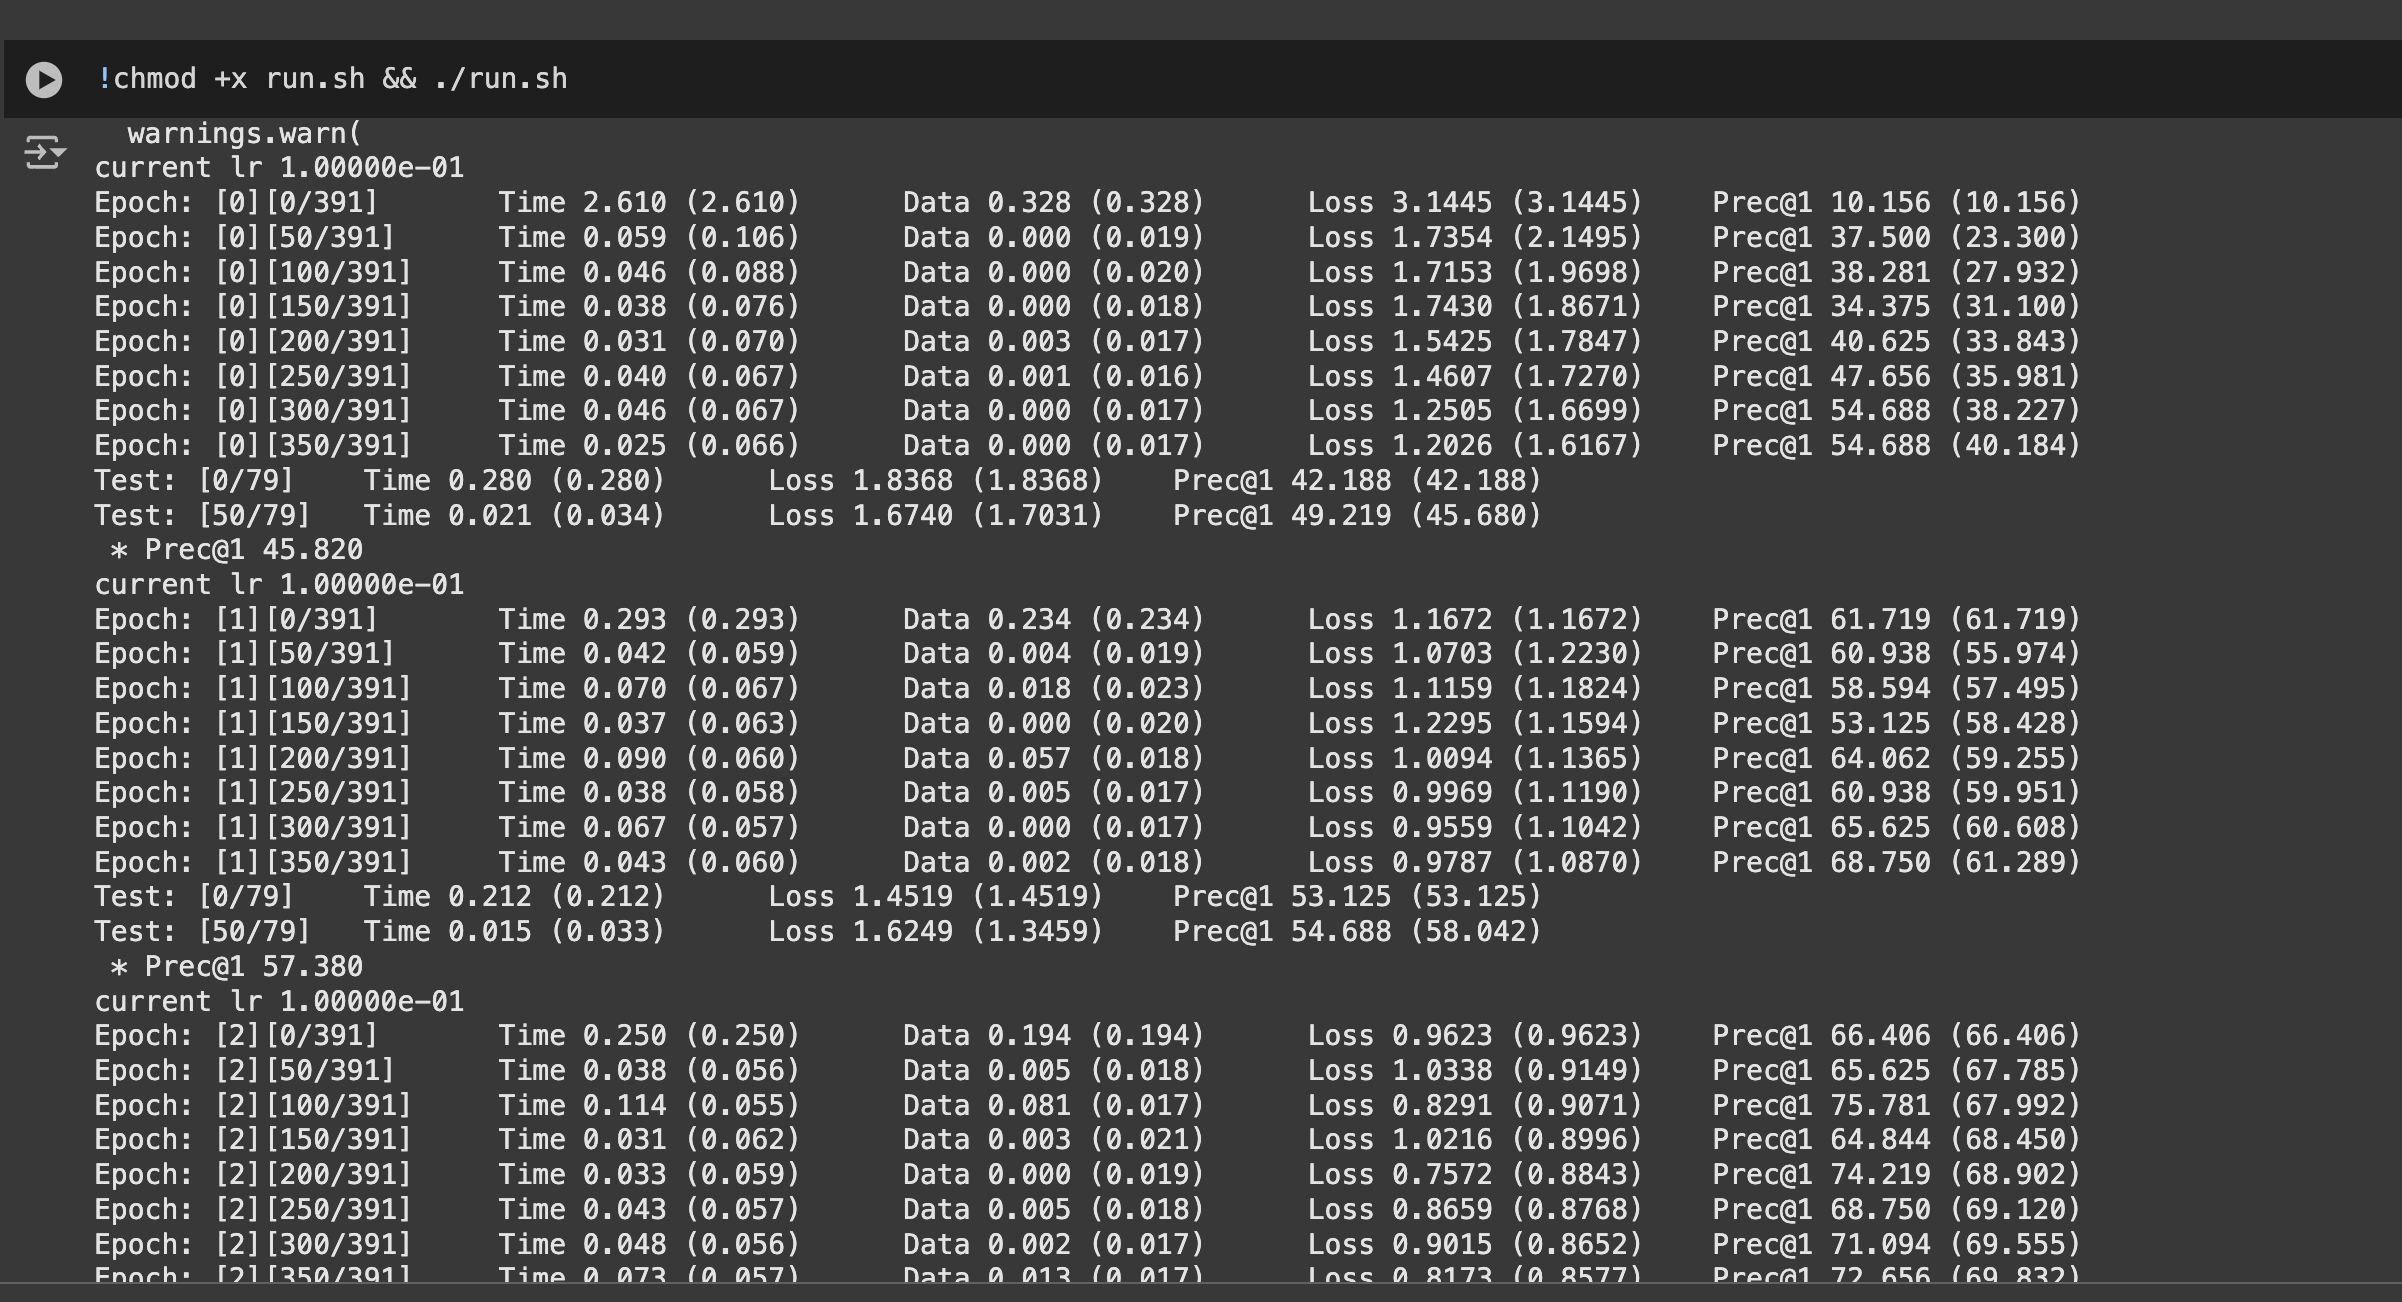 !chmod +x run.sh && ./run.sh
warnings.warn(
current lr 1.00000e-01
Epoch: [0][0/391] Time 2.610 (2.610) Data 0.328 (0.328) Loss 3.1445 (3.1445) Prec@1 10.156 (10.156)
Epoch: [0][50/391] Time 0.059 (0.106) Data 0.000 (0.019) Loss 1.7354 (2.1495) Prec@1 37.500 (23.300)
Epoch: [0][100/391] Time 0.046 (0.088) Data 0.000 (0.020) Loss 1.7153 (1.9698) Prec@1 38.281 (27.932)
Epoch: [0][150/391] Time 0.038 (0.076) Data 0.000 (0.018) Loss 1.7430 (1.8671) Prec@1 34.375 (31.100)
Epoch: [0][200/391] Time 0.031 (0.070) Data 0.003 (0.017) Loss 1.5425 (1.7847) Prec@1 40.625 (33.843)
Epoch: [0][250/391] Time 0.040 (0.067) Data 0.001 (0.016) Loss 1.4607 (1.7270) Prec@1 47.656 (35.981)
Epoch: [0][300/391] Time 0.046 (0.067) Data 0.000 (0.017) Loss 1.2505 (1.6699) Prec@1 54.688 (38.227)
Epoch: [0][350/391] Time 0.025 (0.066) Data 0.000 (0.017) Loss 1.2026 (1.6167) Prec@1 54.688 (40.184)
Test: [0/79] Time 0.280 (0.280) Loss 1.8368 (1.8368) Prec@1 42.188 (42.188)
Test: [50/79] Time 0.021 (0.034) Loss 1.6740 (1.7031) Prec@1 49.219 (45.680)
* Prec@1 45.820
current lr 1.00000e-01
Epoch: [1][0/391] Time 0.293 (0.293) Data 0.234 (0.234) Loss 1.1672 (1.1672) Prec@1 61.719 (61.719)
Epoch: [1][50/391] Time 0.042 (0.059) Data 0.004 (0.019) Loss 1.0703 (1.2230) Prec@1 60.938 (55.974)
Epoch: [1][100/391] Time 0.070 (0.067) Data 0.018 (0.023) Loss 1.1159 (1.1824) Prec@1 58.594 (57.495)
Epoch: [1][150/391] Time 0.037 (0.063) Data 0.000 (0.020) Loss 1.2295 (1.1594) Prec@1 53.125 (58.428)
Epoch: [1][200/391] Time 0.090 (0.060) Data 0.057 (0.018) Loss 1.0094 (1.1365) Prec@1 64.062 (59.255)
Epoch: [1][250/391] Time 0.038 (0.058) Data 0.005 (0.017) Loss 0.9969 (1.1190) Prec@1 60.938 (59.951)
Epoch: [1][300/391] Time 0.067 (0.057) Data 0.000 (0.017) Loss 0.9559 (1.1042) Prec@1 65.625 (60.608)
Epoch: [1][350/391] Time 0.043 (0.060) Data 0.002 (0.018) Loss 0.9787 (1.0870) Prec@1 68.750 (61.289)
Test: [0/79] Time 0.212 (0.212) Loss 1.4519 (1.4519) Prec@1 53.125 (53.125)
Test: [50/79] Time 0.015 (0.033) Loss 1.6249 (1.3459) Prec@1 54.688 (58.042)
* Prec@1 57.380
current lr 1.00000e-01
Epoch: [2][0/391] Time 0.250 (0.250) Data 0.194 (0.194) Loss 0.9623 (0.9623) Prec@1 66.406 (66.406)
Epoch: [2][50/391] Time 0.038 (0.056) Data 0.005 (0.018) Loss 1.0338 (0.9149) Prec@1 65.625 (67.785)
Epoch: [2][100/391] Time 0.114 (0.055) Data 0.081 (0.017) Loss 0.8291 (0.9071) Prec@1 75.781 (67.992)
Epoch: [2][150/391] Time 0.031 (0.062) Data 0.003 (0.021) Loss 1.0216 (0.8996) Prec@1 64.844 (68.450)
Epoch: [2][200/391] Time 0.033 (0.059) Data 0.000 (0.019) Loss 0.7572 (0.8843) Prec@1 74.219 (68.902)
Epoch: [2][250/391] Time 0.043 (0.057) Data 0.005 (0.018) Loss 0.8659 (0.8768) Prec@1 68.750 (69.120)
Epoch: [2][300/391] Time 0.048 (0.056) Data 0.002 (0.017) Loss 0.9015 (0.8652) Prec@1 71.094 (69.555)
Epoch: [2][350/391] Time 0.073 (0.057) Data 0.013 (0.017) Loss 0.8173 (0.8577) Prec@1 72.656 (69.832)